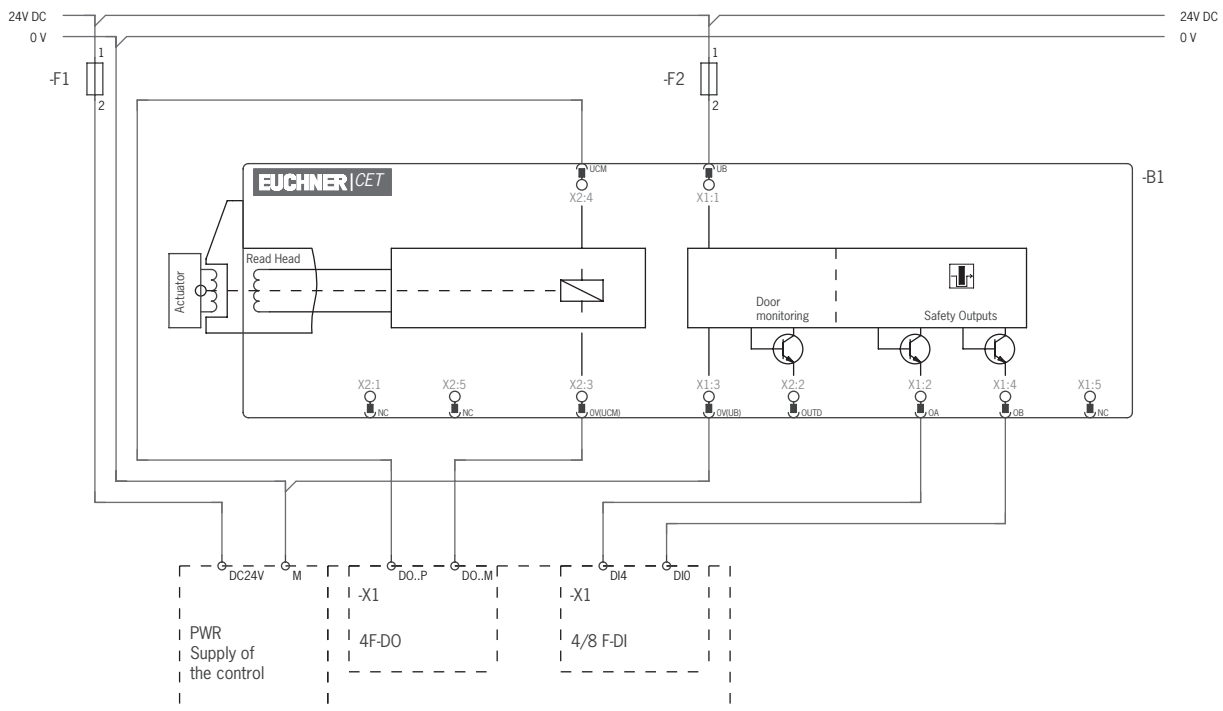 24V DC
24V DC
0 V
0 V
1
1
-F1
-F2
2
2
UCM
UB
EUCHNER CET
-B1
X2:4
X1:1
Read Head
Actuator
Door
monitoring
Safety Outputs
X2:1
X2:5
X2:3
X1:3
X2:2
X1:2
X1:4
X1:5
NC
NC
0V(UCM)
0V(UB)
OUTD
OA
OB
NC
DC24V
M
DO..P
DO..M
DI4
DI0
-X1
-X1
PWR
Supply of
the control
4F-DO
4/8 F-DI